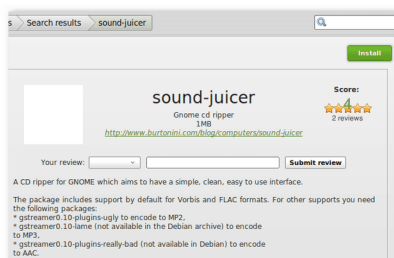 s Search results sound-juicer
Install
sound-juicer
Gnome cd ripper
1MB
http://www.burtonini.com/blog/computers/sound-juicer
Score:
4
2 reviews
Your review:
Submit review
A CD ripper for GNOME which aims to have a simple, clean, easy to use interface.
The package includes support by default for Vorbis and FLAC formats. For other supports you need
the following packages:
* gstreamer0.10-plugins-ugly to encode to MP2,
* gstreamer0.10-lame (not available in the Debian archive) to encode
to MP3,
* gstreamer0.10-plugins-really-bad (not available in Debian) to encode
to AAC.